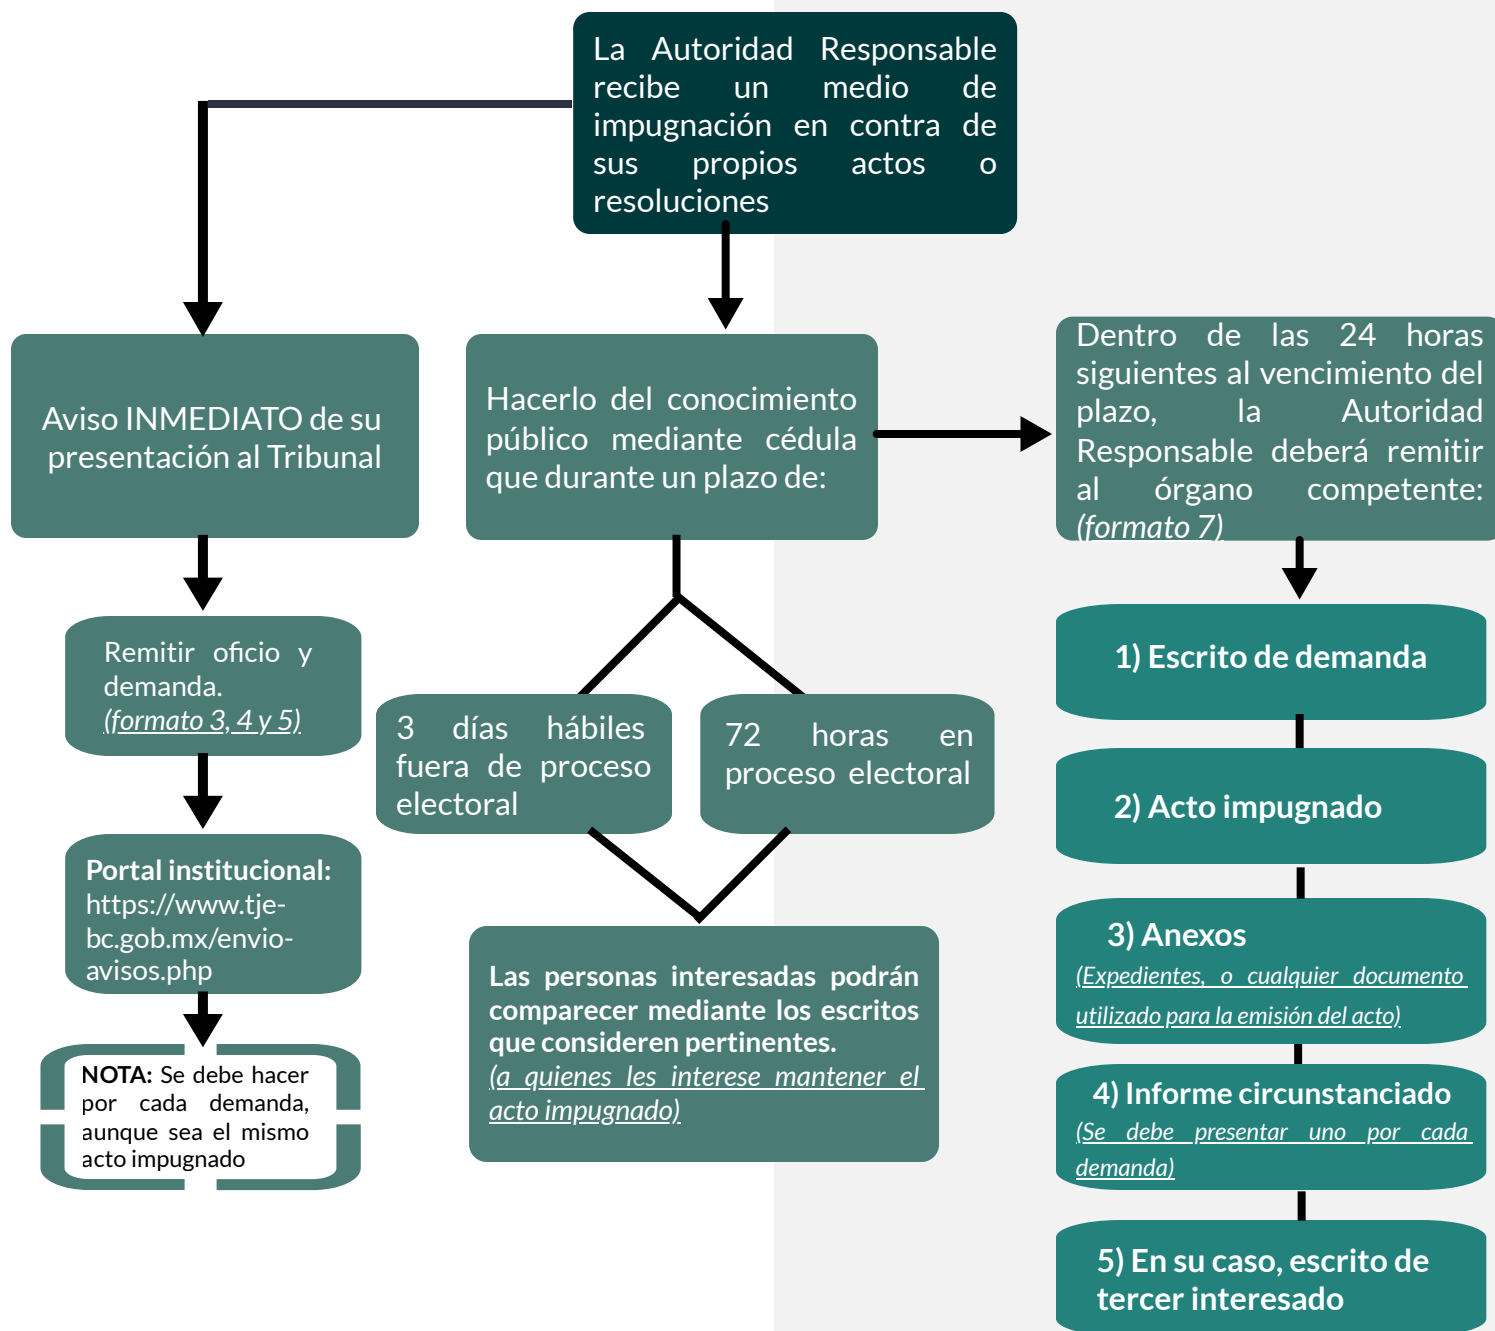 La Autoridad Responsable
recibe un medio de
impugnación en contra de
sus propios actos o
resoluciones
Aviso INMEDIATO de su
presentación al Tribunal
Remitir oficio y
demanda.
(formato 3, 4 y 5)
Portal institucional:
https://www.tje-
bc.gob.mx/envio-
avisos.php
NOTA: Se debe hacer
por cada demanda,
aunque sea el mismo
acto impugnado
Hacerlo del conocimiento
público mediante cédula
que durante un plazo de:
3 días hábiles
fuera de proceso
electoral
72 horas en
proceso electoral
Las personas interesadas podrán
comparecer mediante los escritos
que consideren pertinentes.
(a quienes les interese mantener el
acto impugnado)
Dentro de las 24 horas
siguientes al vencimiento del
plazo, la Autoridad
Responsable deberá remitir
al órgano competente:
(formato 7)
1) Escrito de demanda
2) Acto impugnado
3) Anexos
(Expedientes, o cualquier documento
utilizado para la emisión del acto)
4) Informe circunstanciado
(Se debe presentar uno por cada
demanda)
5) En su caso, escrito de
tercer interesado